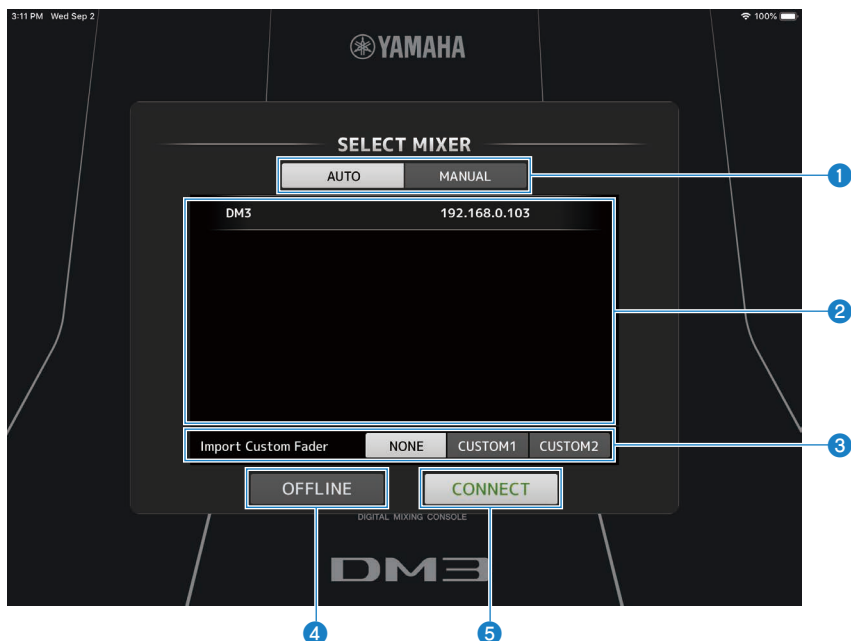 3:11 PM Wed Sep 2 100%
YAMAHA
SELECT MIXER
AUTO MANUAL
1
DM3 192.168.0.103
2
Import Custom Fader NONE CUSTOM1 CUSTOM2
3
OFFLINE CONNECT
DIGITAL MIXING CONSOLE
DM3
4 5